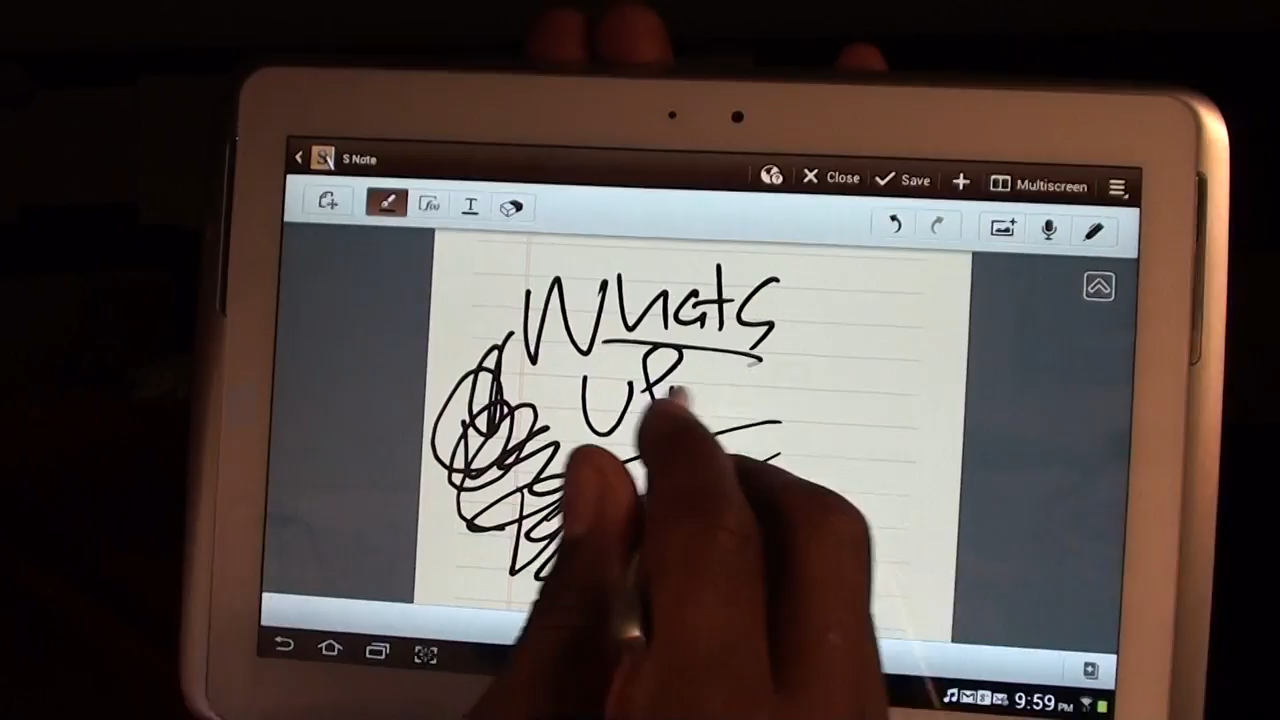 S Note
Close Save Multiscreen
f(x) T
Whats
UP
9:59 PM